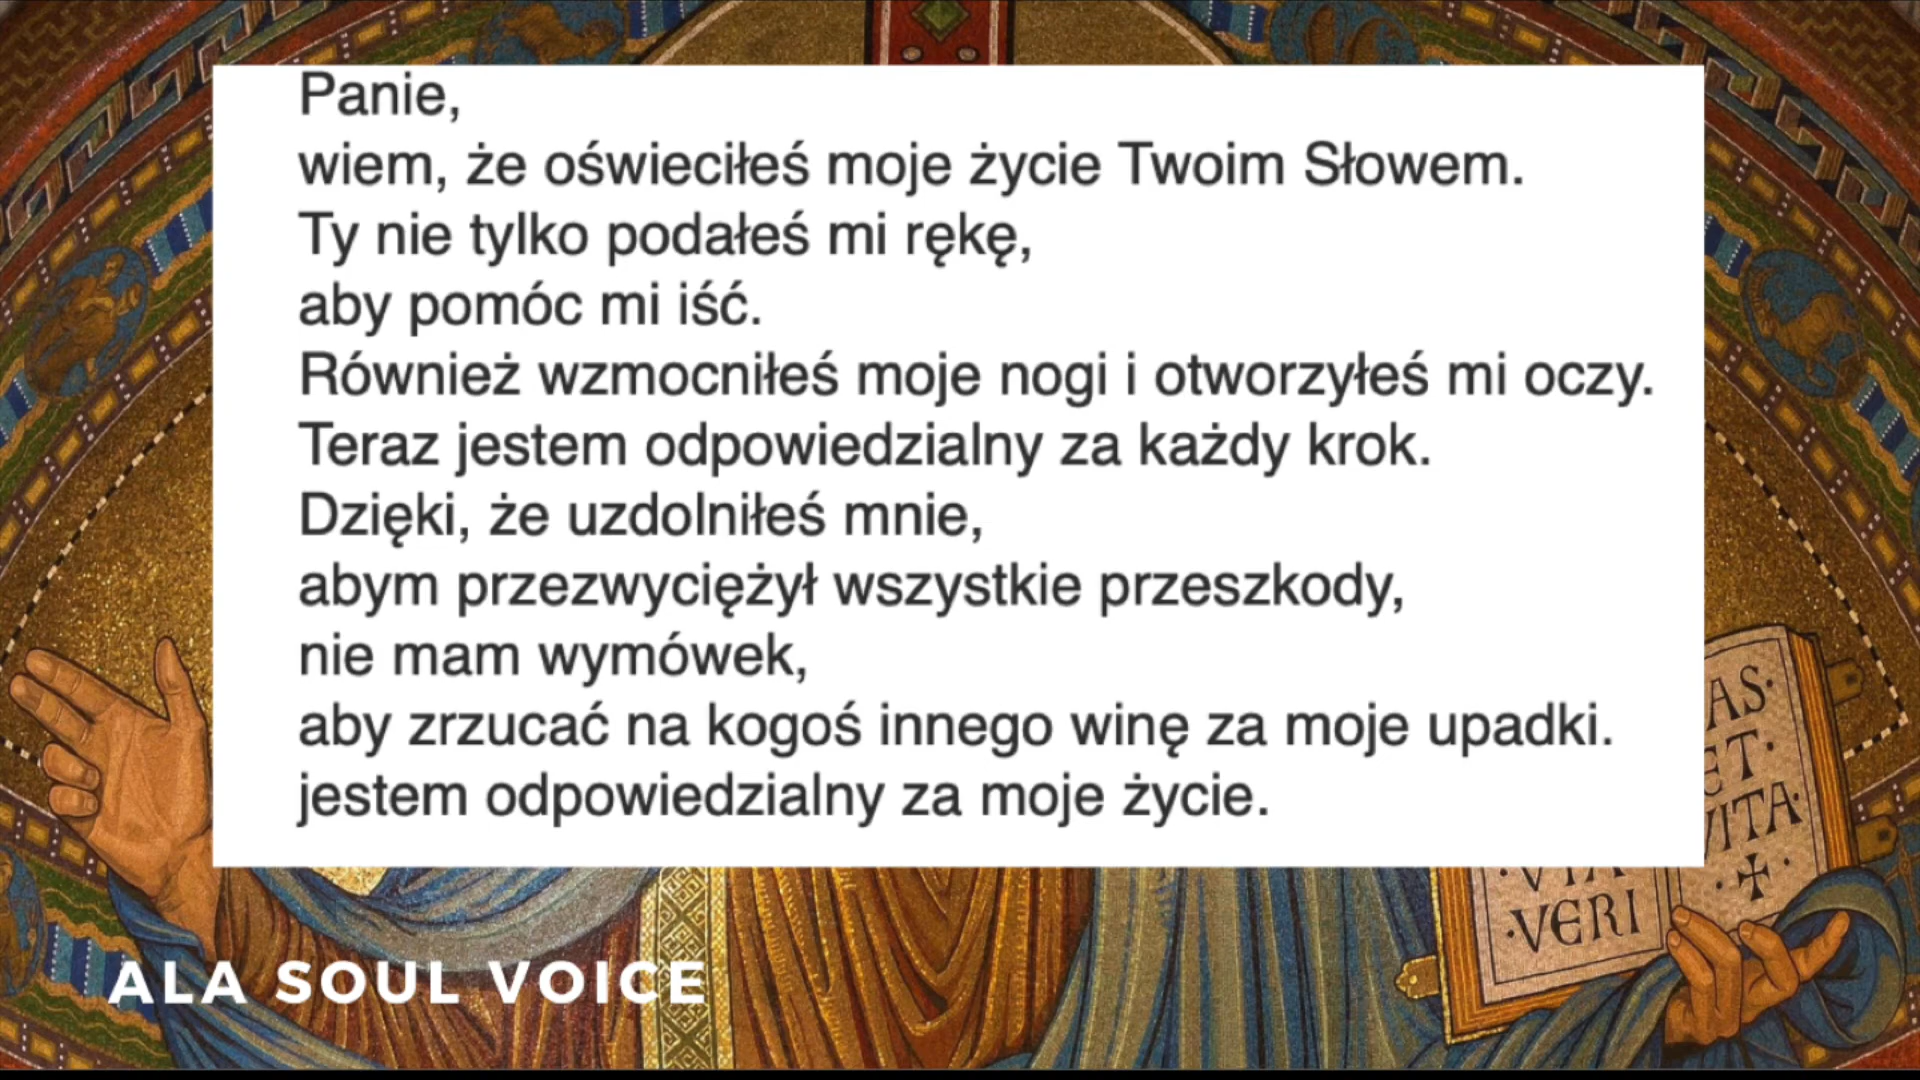 Panie,
wiem, że oświeciłeś moje życie Twoim Słowem.
Ty nie tylko podałeś mi rękę,
aby pomóc mi iść.
Również wzmocniłeś moje nogi i otworzyłeś mi oczy.
Teraz jestem odpowiedzialny za każdy krok.
Dzięki, że uzdolniłeś mnie,
abym przezwyciężył wszystkie przeszkody,
nie mam wymówek,
aby zrzucać na kogoś innego winę za moje upadki.
jestem odpowiedzialny za moje życie.
·VERI
AS·
ET·
VITA·
ALA SOUL VOICE